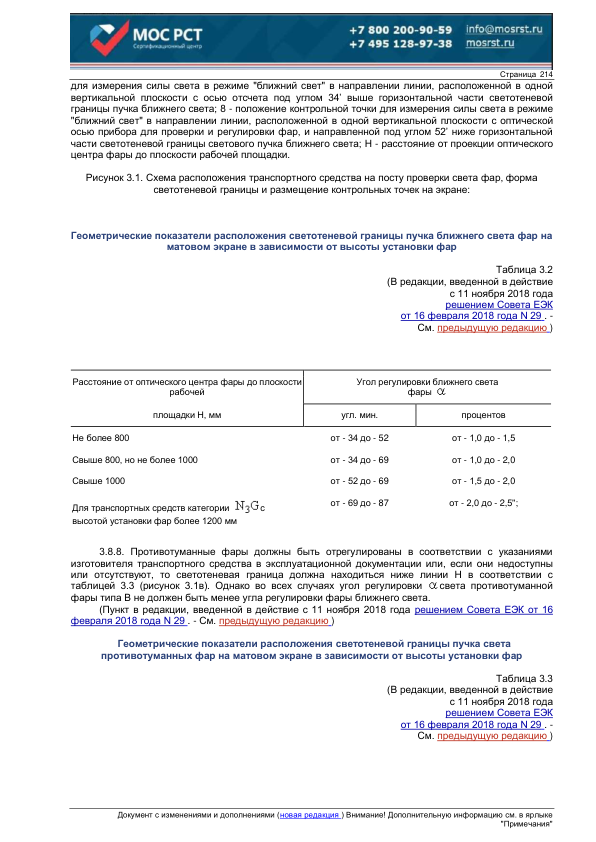 МОС РСТ
Сертификационный центр
+7 800 200-90-59
+7 495 128-97-38
info@mosrst.ru
mosrst.ru
Страница 214
для измерения силы света в режиме "ближний свет" в направлении линии, расположенной в одной
вертикальной плоскости с осью отсчета под углом 34' выше горизонтальной части светотеневой
границы пучка ближнего света; 8 - положение контрольной точки для измерения силы света в режиме
"ближний свет" в направлении линии, расположенной в одной вертикальной плоскости с оптической
осью прибора для проверки и регулировки фар, и направленной под углом 52' ниже горизонтальной
части светотеневой границы светового пучка ближнего света; Н - расстояние от проекции оптического
центра фары до плоскости рабочей площадки.
Рисунок 3.1. Схема расположения транспортного средства на посту проверки света фар, форма
светотеневой границы и размещение контрольных точек на экране:
Геометрические показатели расположения светотеневой границы пучка ближнего света фар на
матовом экране в зависимости от высоты установки фар
Таблица 3.2
(В редакции, введенной в действие
с 11 ноября 2018 года
решением Совета ЕЭК
от 16 февраля 2018 года N 29 . -
См. предыдущую редакцию )
Расстояние от оптического центра фары до плоскости
рабочей
Угол регулировки ближнего света
фары α
площадки Н, мм
угл. мин.
процентов
Не более 800
от - 34 до - 52
от - 1,0 до - 1,5
Свыше 800, но не более 1000
от - 34 до - 69
от - 1,0 до - 2,0
Свыше 1000
от - 52 до - 69
от - 1,5 до - 2,0
Для транспортных средств категории N3G с
высотой установки фар более 1200 мм
от - 69 до - 87
от - 2,0 до - 2,5";
3.8.8. Противотуманные фары должны быть отрегулированы в соответствии с указаниями
изготовителя транспортного средства в эксплуатационной документации или, если они недоступны
или отсутствуют, то светотеневая граница должна находиться ниже линии Н в соответствии с
таблицей 3.3 (рисунок 3.1в). Однако во всех случаях угол регулировки α света противотуманной
фары типа В не должен быть менее угла регулировки фары ближнего света.
(Пункт в редакции, введенной в действие с 11 ноября 2018 года решением Совета ЕЭК от 16
февраля 2018 года N 29 . - См. предыдущую редакцию )
Геометрические показатели расположения светотеневой границы пучка света
противотуманных фар на матовом экране в зависимости от высоты установки фар
Таблица 3.3
(В редакции, введенной в действие
с 11 ноября 2018 года
решением Совета ЕЭК
от 16 февраля 2018 года N 29 . -
См. предыдущую редакцию )
Документ с изменениями и дополнениями (новая редакция ) Внимание! Дополнительную информацию см. в ярлыке
"Примечания"